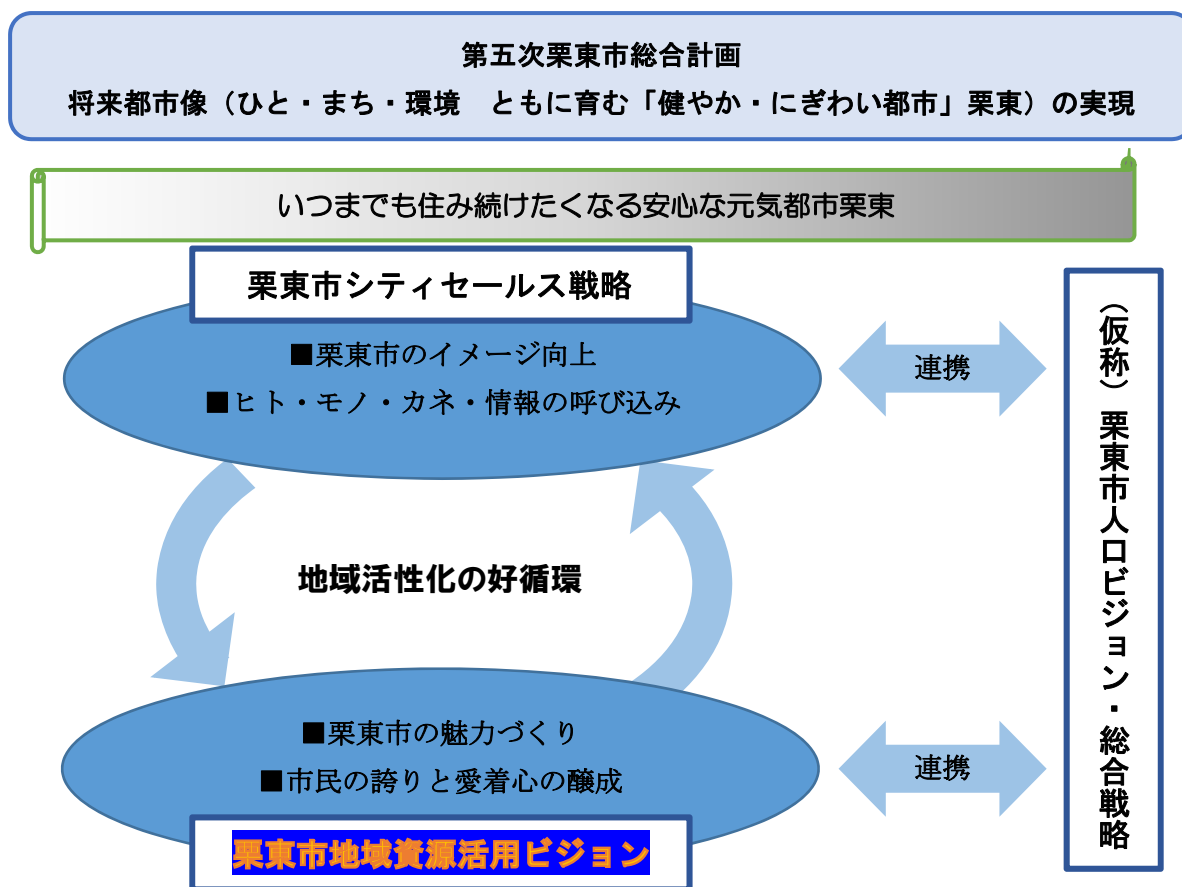 第五次栗東市総合計画
将来都市像（ひと・まち・環境　ともに育む「健やか・にぎわい都市」栗東）の実現
いつまでも住み続けたくなる安心な元気都市栗東
栗東市シティセールス戦略
■栗東市のイメージ向上
■ヒト・モノ・カネ・情報の呼び込み
連携
地域活性化の好循環
■栗東市の魅力づくり
■市民の誇りと愛着心の醸成
連携
栗東市地域資源活用ビジョン
（仮称）栗東市人口ビジョン・総合戦略